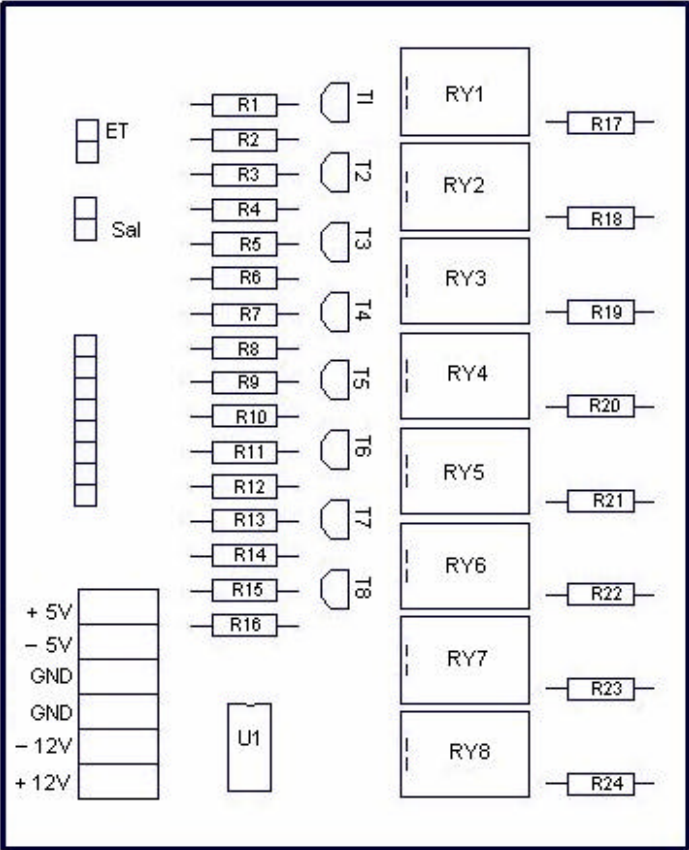 ET
Sal
+ 5V
– 5V
GND
GND
– 12V
+ 12V
R1
R2
R3
R4
R5
R6
R7
R8
R9
R10
R11
R12
R13
R14
R15
R16
U1
T1
T2
T3
T4
T5
T6
T7
T8
RY1
RY2
RY3
RY4
RY5
RY6
RY7
RY8
R17
R18
R19
R20
R21
R22
R23
R24